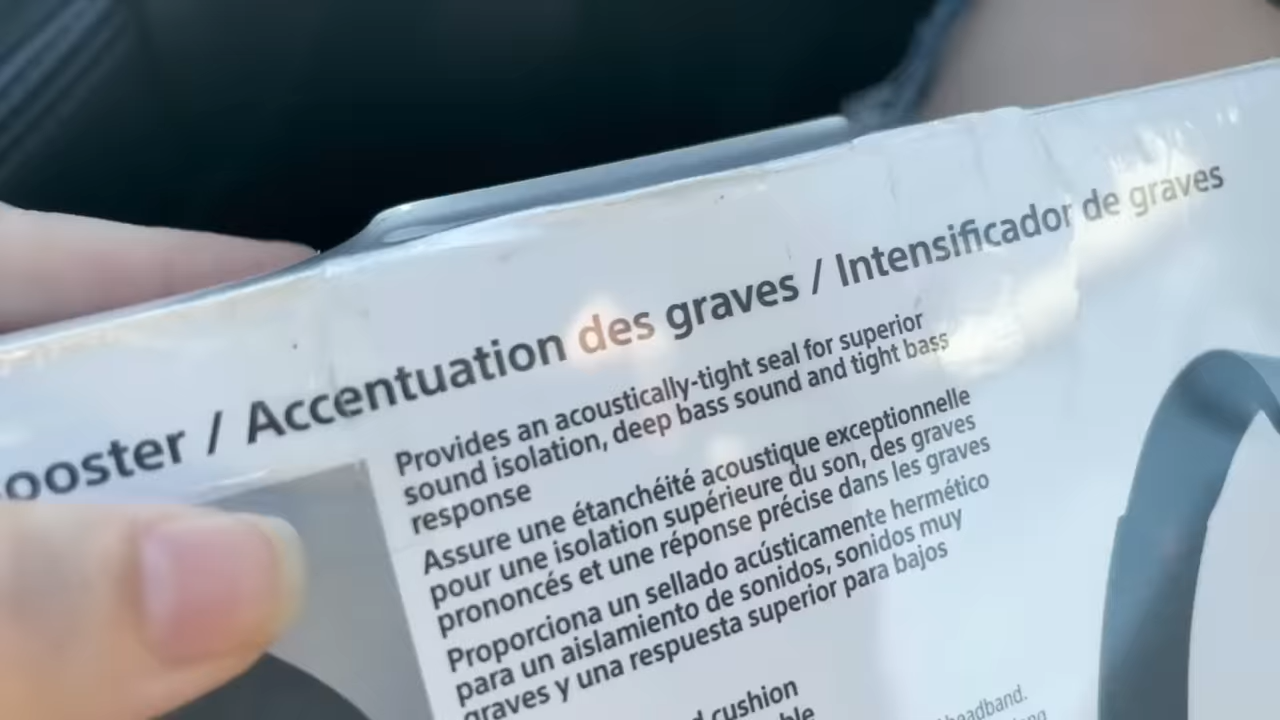 ooster / Accentuation des graves / Intensificador de graves
Provides an acoustically-tight seal for superior
sound isolation, deep bass sound and tight bass
response
Assure une étanchéité acoustique exceptionnelle
pour une isolation supérieure du son, des graves
prononcés et une réponse précise dans les graves
Proporciona un sellado acústicamente hermético
para un aislamiento de sonidos, sonidos muy
graves y una respuesta superior para bajos
cushion
headband.